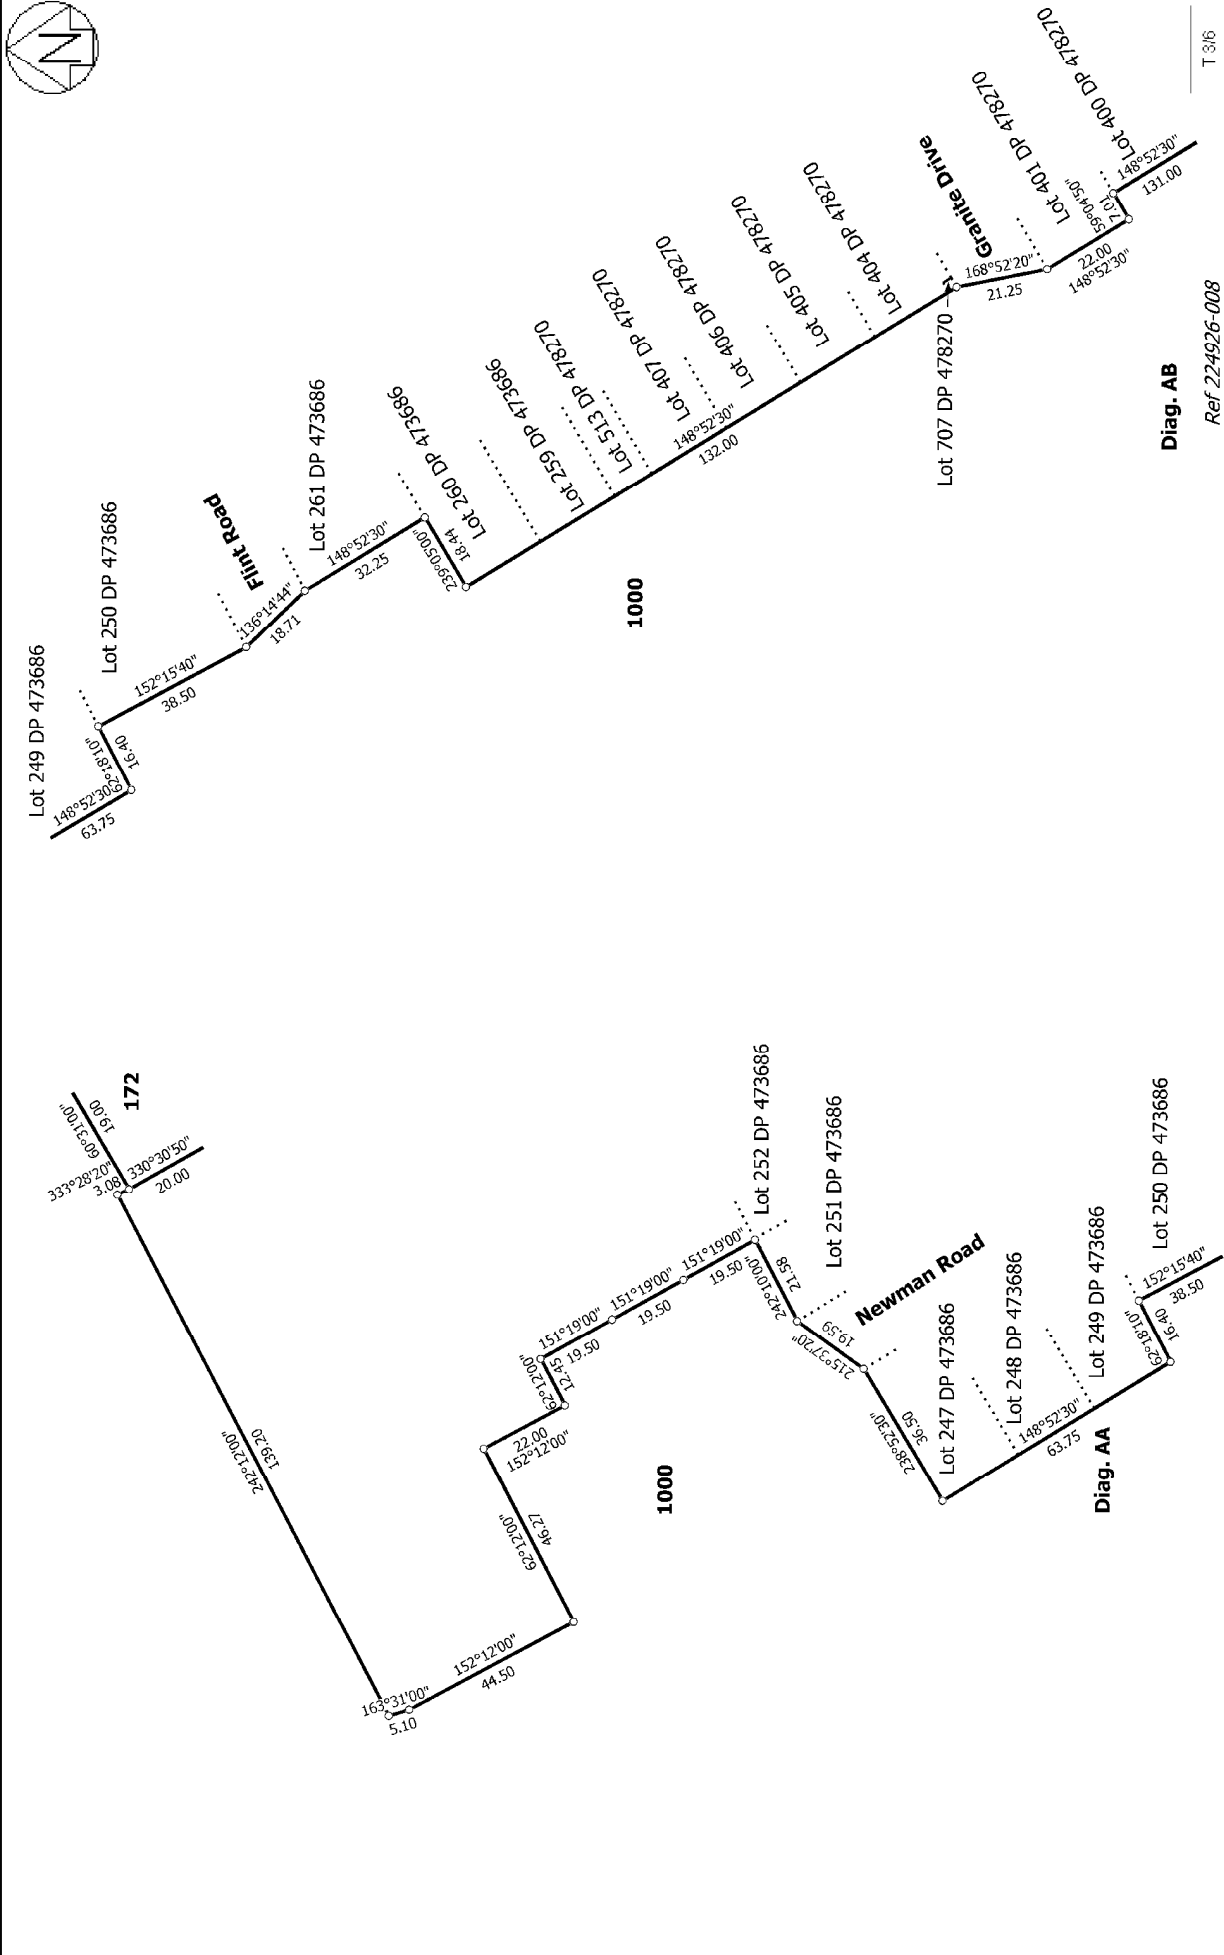 N
Lot 249 DP 473686
148°52'30"
63.75
62°18'10"
16.40
Lot 250 DP 473686
152°15'40"
38.50
Flint Road
136°14'44"
18.71
Lot 261 DP 473686
148°52'30"
32.25
239°05'00"
18.44
Lot 260 DP 473686
Lot 259 DP 473686
Lot 513 DP 478270
Lot 407 DP 478270
148°52'30"
132.00
Lot 406 DP 478270
Lot 405 DP 478270
Lot 404 DP 478270
1000
Lot 707 DP 478270
Granite Drive
168°52'20"
21.25
Lot 401 DP 478270
22.00
148°52'30"
59°04'50"
7.01
Lot 400 DP 478270
148°52'30"
131.00
Diag. AB
Ref 224926-008
T 3/6
172
60°31'00"
19.00
333°28'20"
3.08
330°30'50"
20.00
242°12'00"
139.20
163°31'00"
5.10
152°12'00"
44.50
62°12'00"
46.27
22.00
152°12'00"
62°12'00"
12.45
151°19'00"
19.50
151°19'00"
19.50
151°19'00"
19.50
1000
Lot 252 DP 473686
242°10'00"
21.58
Lot 251 DP 473686
215°37'20"
19.59
Newman Road
238°52'30"
36.50
Lot 247 DP 473686
Lot 248 DP 473686
148°52'30"
63.75
Lot 249 DP 473686
62°18'10"
16.40
Lot 250 DP 473686
152°15'40"
38.50
Diag. AA